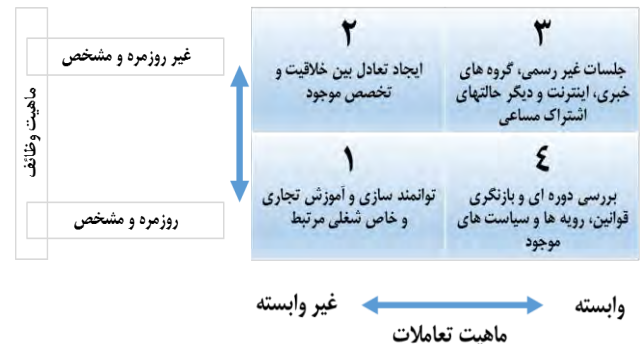 ماهیت وظائف
غیر روزمره و مشخص
روزمره و مشخص
۳
جلسات غیر رسمی، گروه های
خبری، اینترنت و دیگر حالتهای
اشتراک مساعی
۲
ایجاد تعادل بین خلاقیت و
تخصص موجود
٤
بررسی دوره ای و بازنگری
قوانین، رویه ها و سیاست های
موجود
۱
توانمند سازی و آموزش تجاری
و خاص شغلی مرتبط
وابسته
غیر وابسته
ماهیت تعاملات